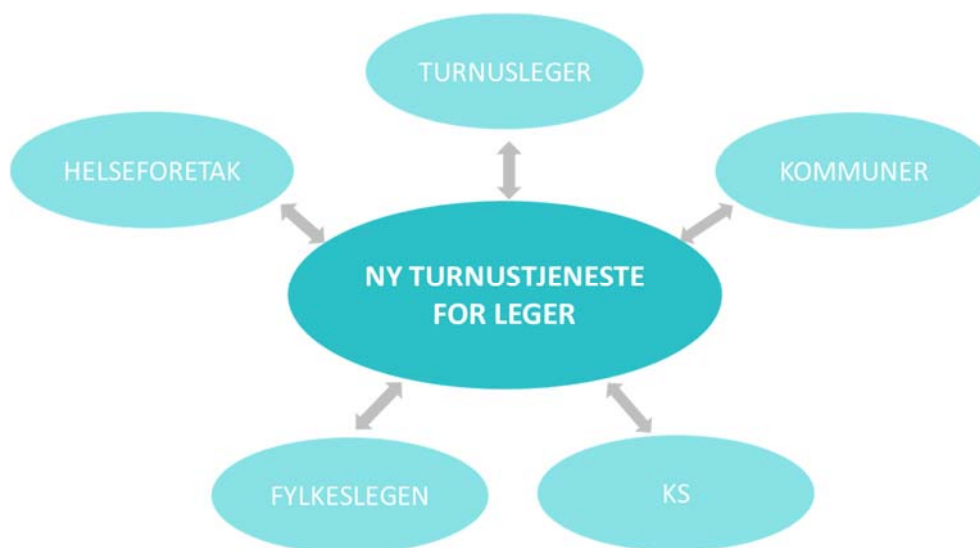 TURNUSLEGER
HELSEFORETAK
KOMMUNER
NY TURNUSTJENESTE
FOR LEGER
FYLKESLEGEN
KS